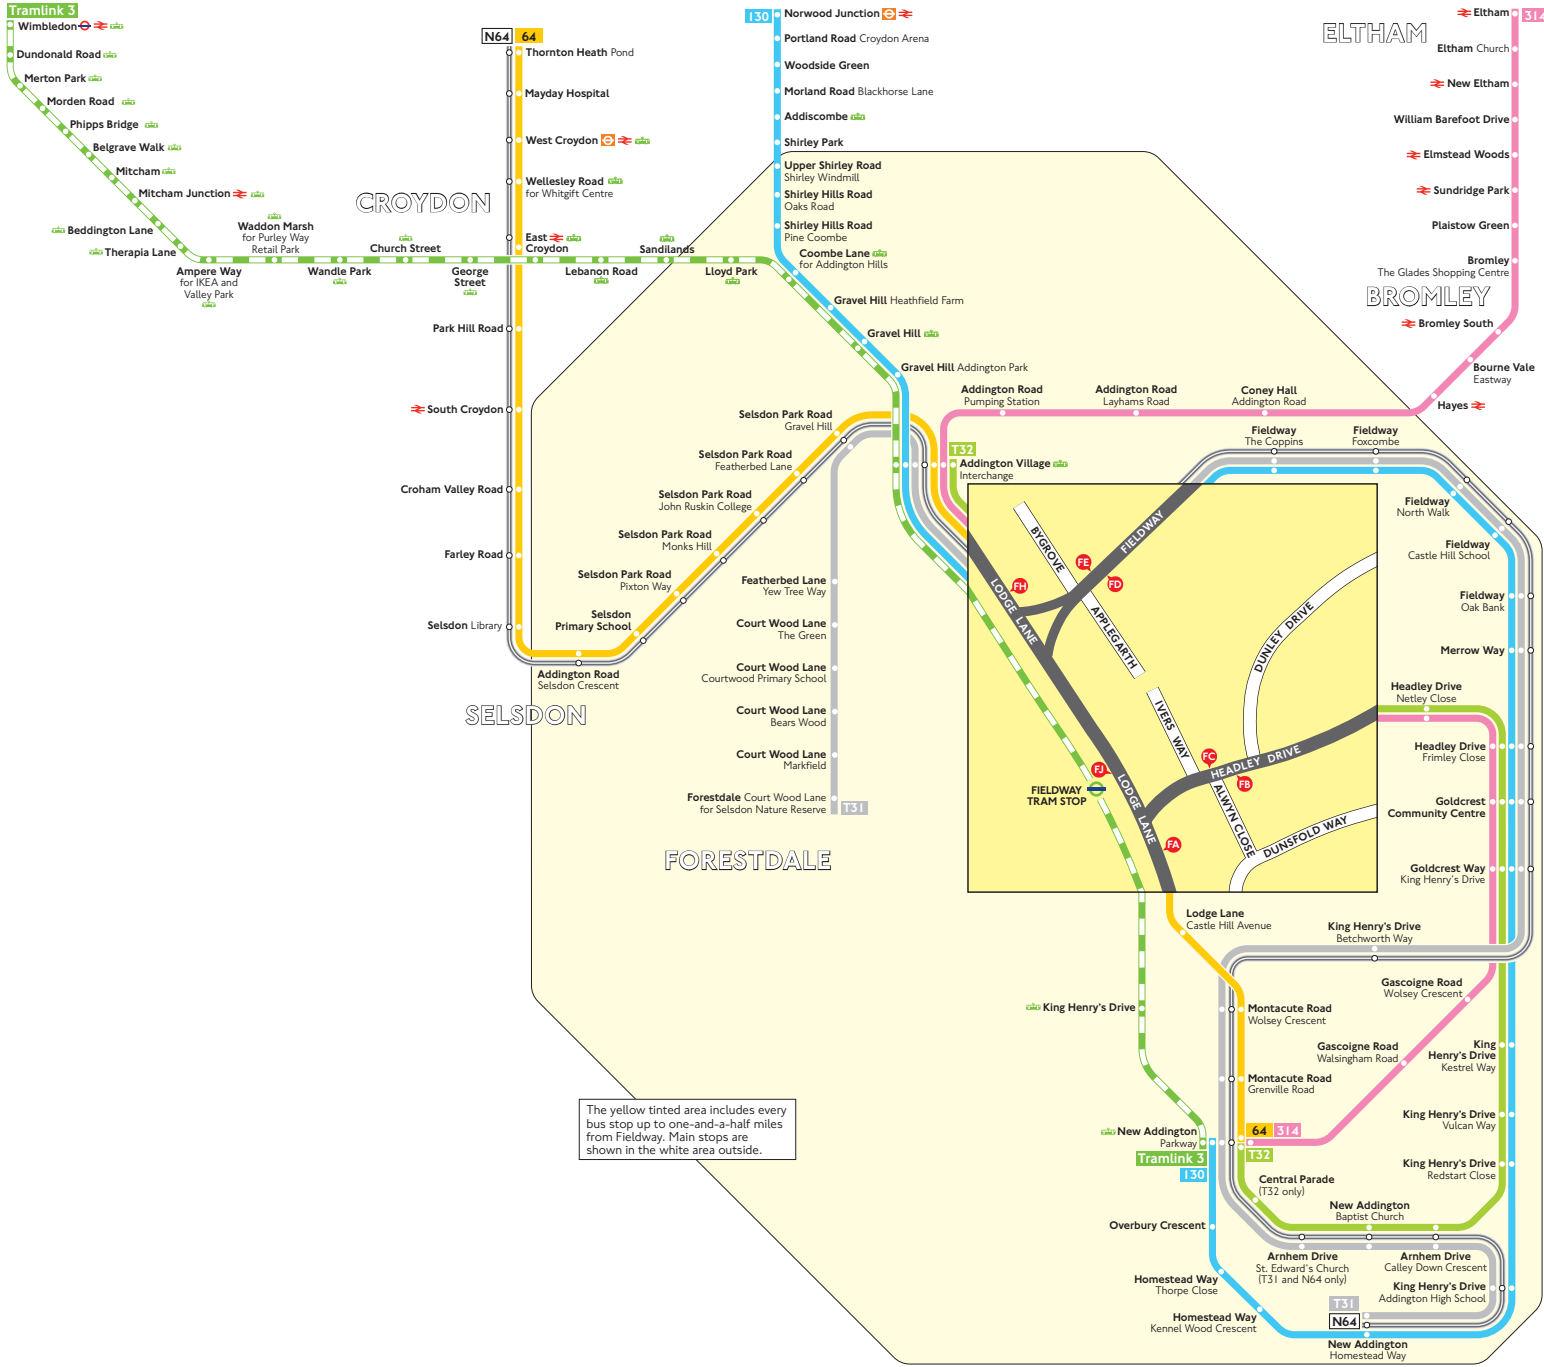 Tramlink 3
Wimbledon
Dundonald Road
Merton Park
Morden Road
Phipps Bridge
Belgrave Walk
Mitcham
Mitcham Junction
Beddington Lane
Therapia Lane
Waddon Marsh
for Purley Way
Retail Park
Ampere Way
for IKEA and
Valley Park
Wandle Park
Church Street
George
Street
Lebanon Road
Sandilands
Lloyd Park
CROYDON
N64 64
Thornton Heath Pond
Mayday Hospital
West Croydon
Wellesley Road
for Whitgift Centre
East
Croydon
Park Hill Road
South Croydon
Croham Valley Road
Farley Road
Selsdon Library
Addington Road
Selsdon Crescent
SELSDON
Selsdon
Primary School
Selsdon Park Road
Pixton Way
Selsdon Park Road
Monks Hill
Selsdon Park Road
John Ruskin College
Selsdon Park Road
Featherbed Lane
Selsdon Park Road
Gravel Hill
130
Norwood Junction
Portland Road Croydon Arena
Woodside Green
Morland Road Blackhorse Lane
Addiscombe
Shirley Park
Upper Shirley Road
Shirley Windmill
Shirley Hills Road
Oaks Road
Shirley Hills Road
Pine Coombe
Coombe Lane
for Addington Hills
Gravel Hill Heathfield Farm
Gravel Hill
Gravel Hill Addington Park
ELTHAM
314
Eltham
Eltham Church
New Eltham
William Barefoot Drive
Elmstead Woods
Sundridge Park
Plaistow Green
Bromley
The Glades Shopping Centre
BROMLEY
Bromley South
Bourne Vale
Eastway
Hayes
Coney Hall
Addington Road
Addington Road
Layhams Road
Addington Road
Pumping Station
T32
Addington Village
Interchange
Featherbed Lane
Yew Tree Way
Court Wood Lane
The Green
Court Wood Lane
Courtwood Primary School
Court Wood Lane
Bears Wood
Court Wood Lane
Markfield
Forestdale Court Wood Lane
for Selsdon Nature Reserve
T31
FORESTDALE
BYGROVE
FIELDWAY
FE
FD
FH
LODGE LANE
APPLEGARTH
DUNLEY DRIVE
IVERS WAY
FC
HEADLEY DRIVE
FB
FJ
FIELDWAY
TRAM STOP
LODGE LANE
ALWYN CLOSE
DUNSFOLD WAY
FA
Fieldway
The Coppins
Fieldway
Foxcombe
Fieldway
North Walk
Fieldway
Castle Hill School
Fieldway
Oak Bank
Merrow Way
Headley Drive
Netley Close
Headley Drive
Frimley Close
Goldcrest
Community Centre
Goldcrest Way
King Henry's Drive
King Henry's Drive
Betchworth Way
Gascoigne Road
Wolsey Crescent
Gascoigne Road
Walsingham Road
King
Henry's Drive
Kestrel Way
King Henry's Drive
Vulcan Way
King Henry's Drive
Redstart Close
Lodge Lane
Castle Hill Avenue
Montacute Road
Wolsey Crescent
Montacute Road
Grenville Road
King Henry's Drive
New Addington
Parkway
Tramlink 3
130
64 314
T32
Central Parade
(T32 only)
New Addington
Baptist Church
Arnhem Drive
St. Edward's Church
(T31 and N64 only)
Arnhem Drive
Calley Down Crescent
King Henry's Drive
Addington High School
T31
N64
New Addington
Homestead Way
Overbury Crescent
Homestead Way
Thorpe Close
Homestead Way
Kennel Wood Crescent
The yellow tinted area includes every
bus stop up to one-and-a-half miles
from Fieldway. Main stops are
shown in the white area outside.